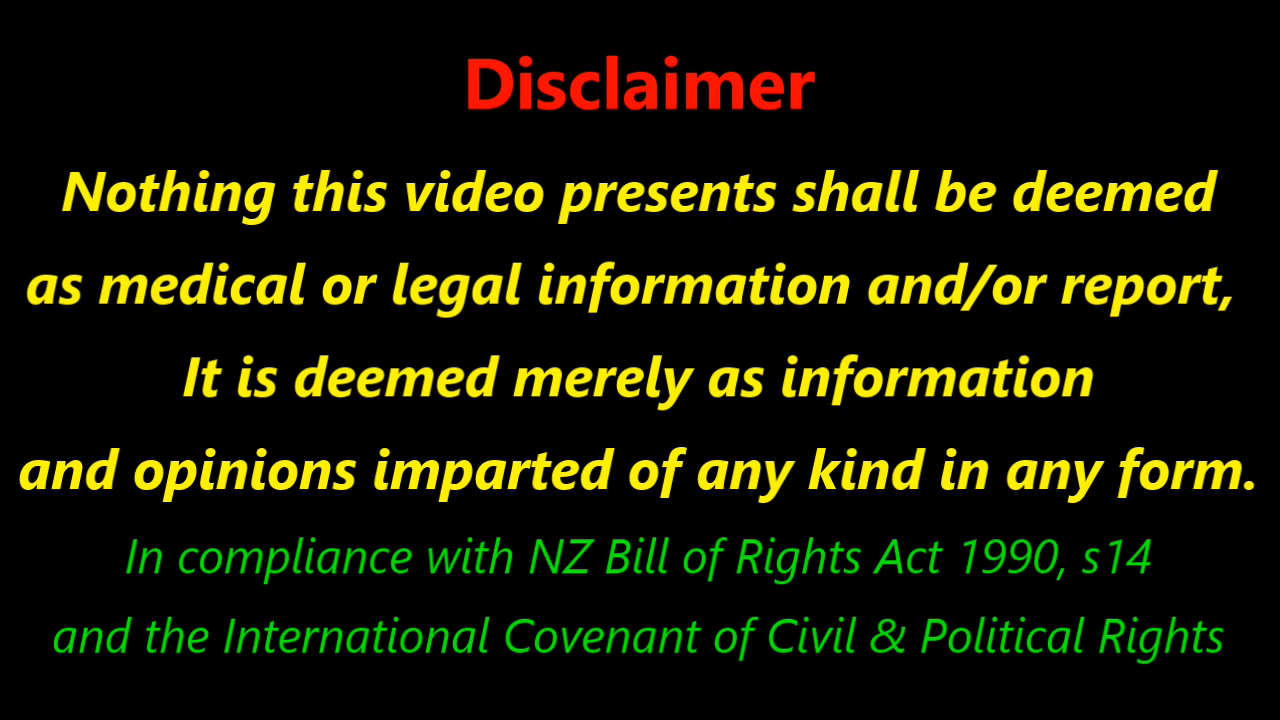 Disclaimer
Nothing this video presents shall be deemed
as medical or legal information and/or report,
It is deemed merely as information
and opinions imparted of any kind in any form.
In compliance with NZ Bill of Rights Act 1990, s14
and the International Covenant of Civil & Political Rights